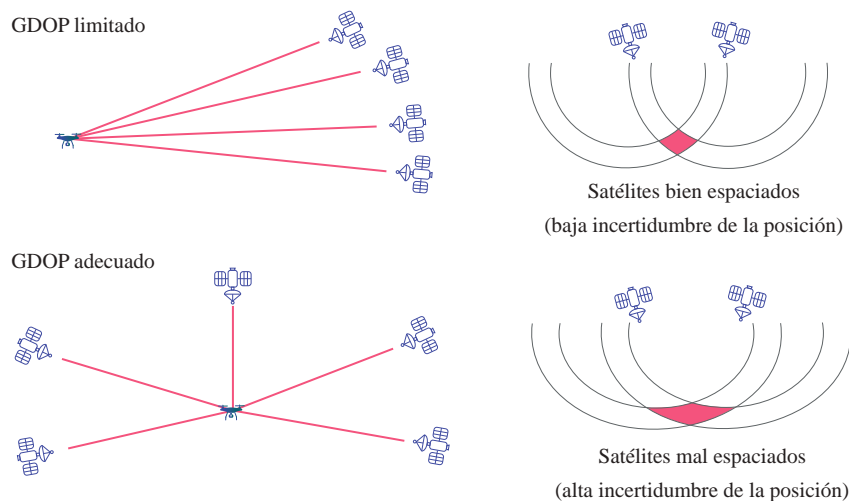 GDOP limitado
Satélites bien espaciados
(baja incertidumbre de la posición)
GDOP adecuado
Satélites mal espaciados
(alta incertidumbre de la posición)